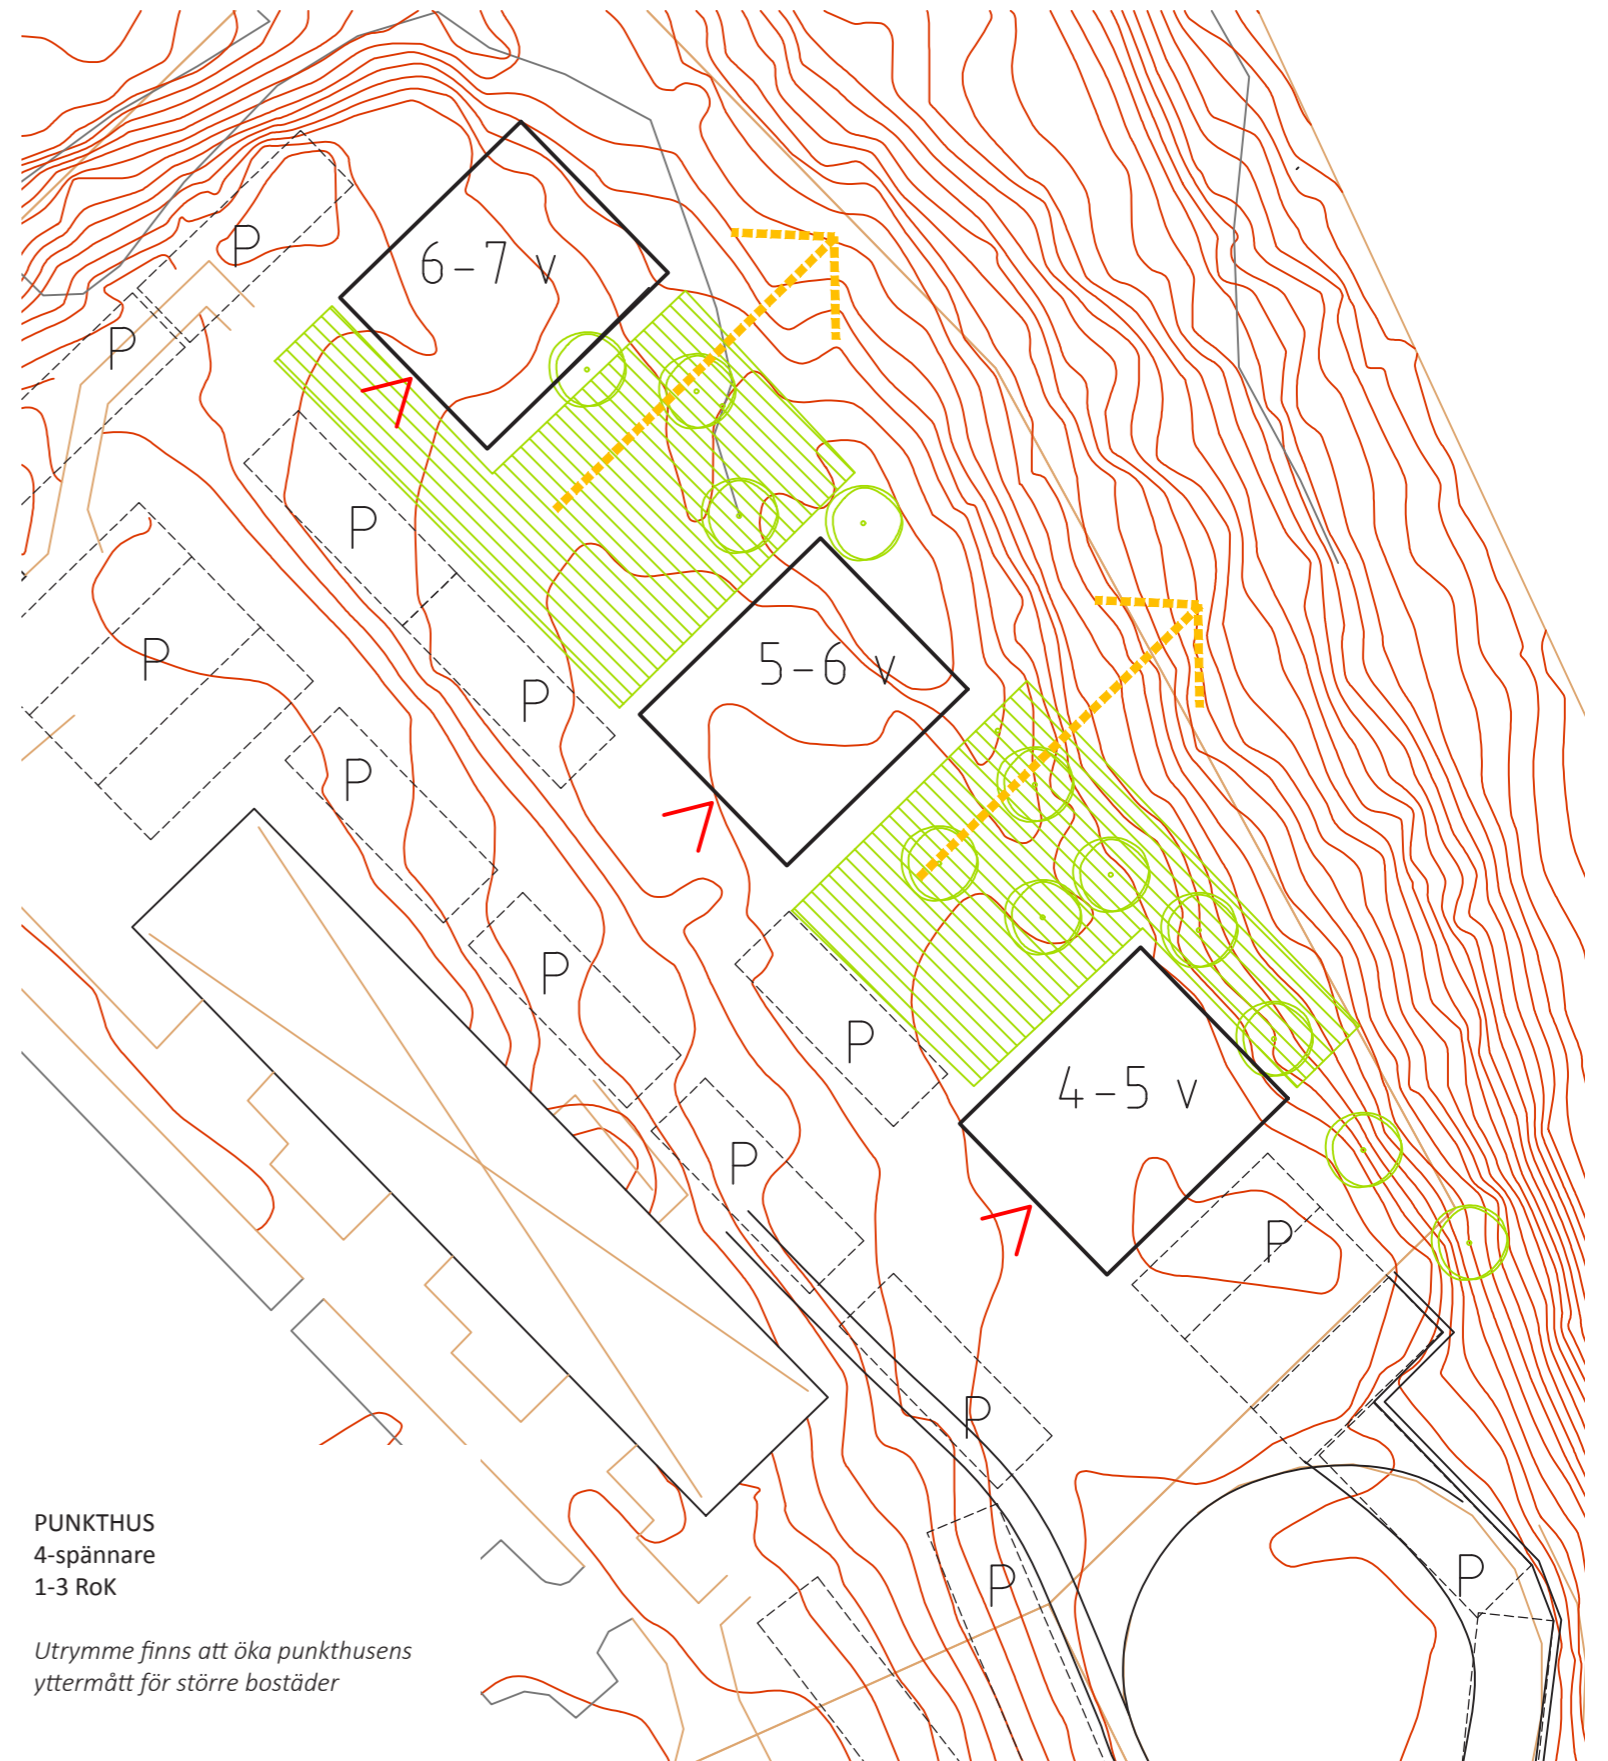 P
6-7 v
P
P
P
5-6 v
P
P
P
P
4-5 v
P
P
P
P
P
PUNKTHUS
4-spännare
1-3 RoK
Utrymme finns att öka punkthusens
yttermått för större bostäder